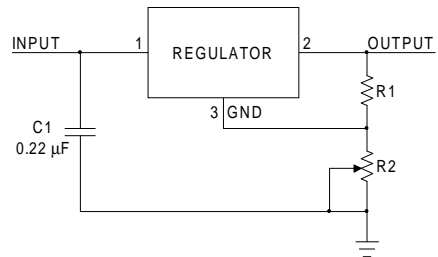 INPUT 1 REGULATOR 2 OUTPUT
R1
3 GND
C1
0.22 µF
R2